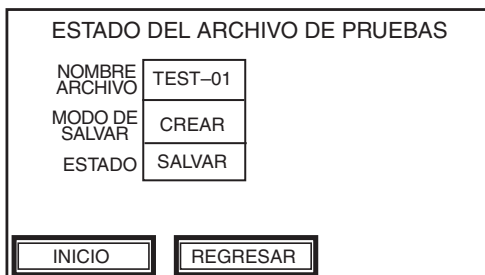 ESTADO DEL ARCHIVO DE PRUEBAS
NOMBRE
ARCHIVO
TEST–01
MODO DE
SALVAR
CREAR
ESTADO
SALVAR
INICIO
REGRESAR